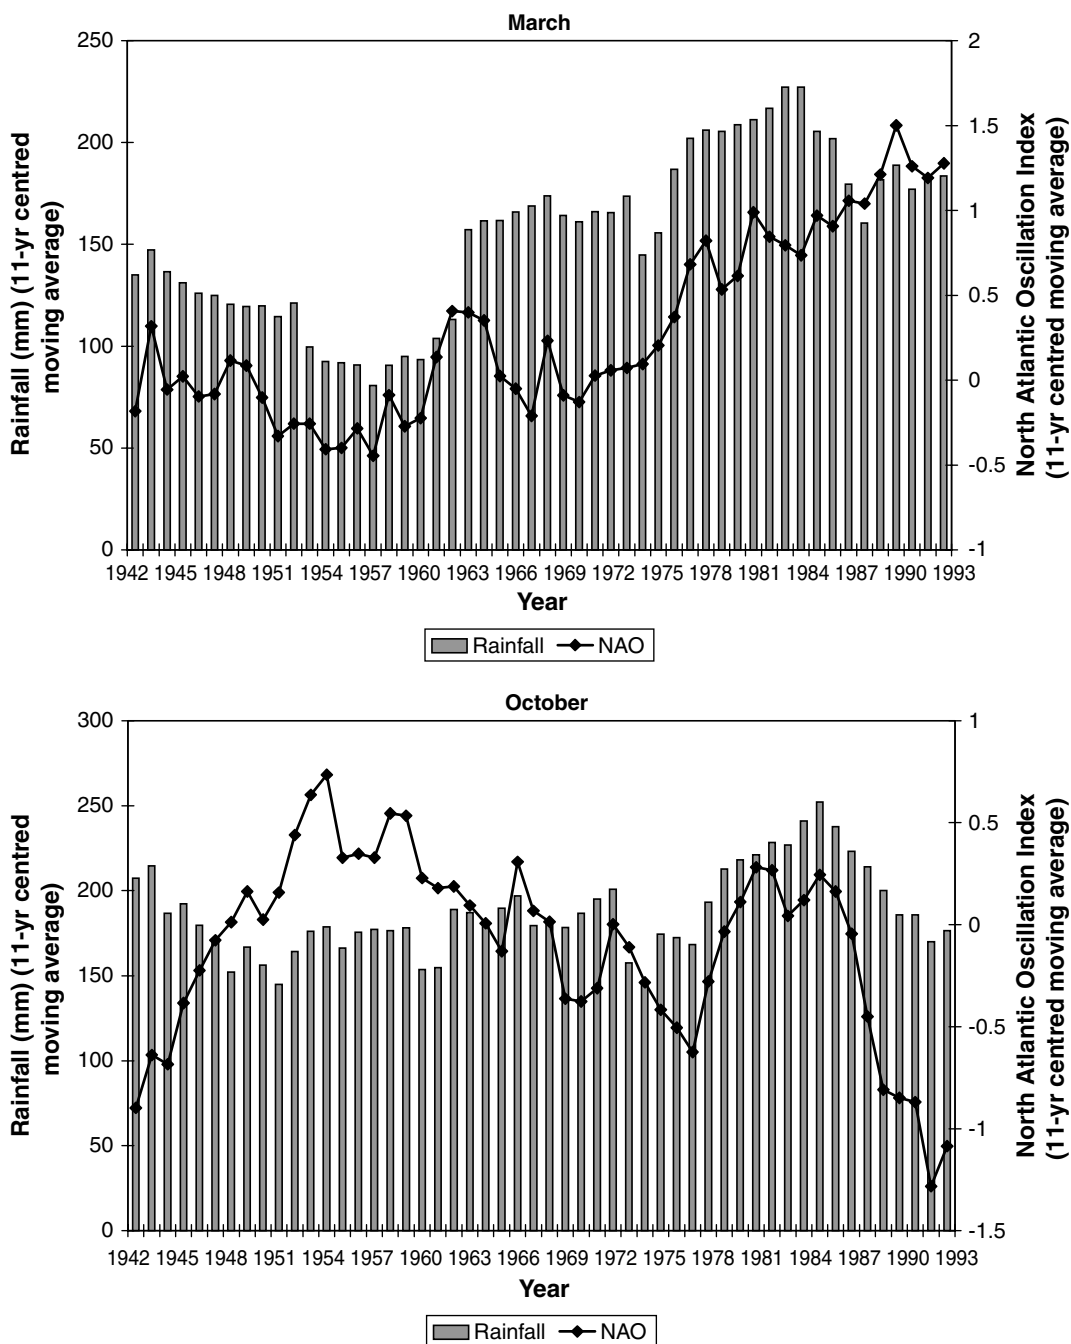 March
250
200
150
100
50
0
2
1.5
1
0.5
0
-0.5
-1
Rainfall (mm) (11-yr centred
moving average)
North Atlantic Oscillation Index
(11-yr centred moving average)
1942 1945 1948 1951 1954 1957 1960 1963 1966 1969 1972 1975 1978 1981 1984 1987 1990 1993
Year
Rainfall NAO
October
300
250
200
150
100
50
0
1
0.5
0
-0.5
-1
-1.5
Rainfall (mm) (11-yr centred
moving average)
North Atlantic Oscillation Index
(11-yr centred moving average)
1942 1945 1948 1951 1954 1957 1960 1963 1966 1969 1972 1975 1978 1981 1984 1987 1990 1993
Year
Rainfall NAO